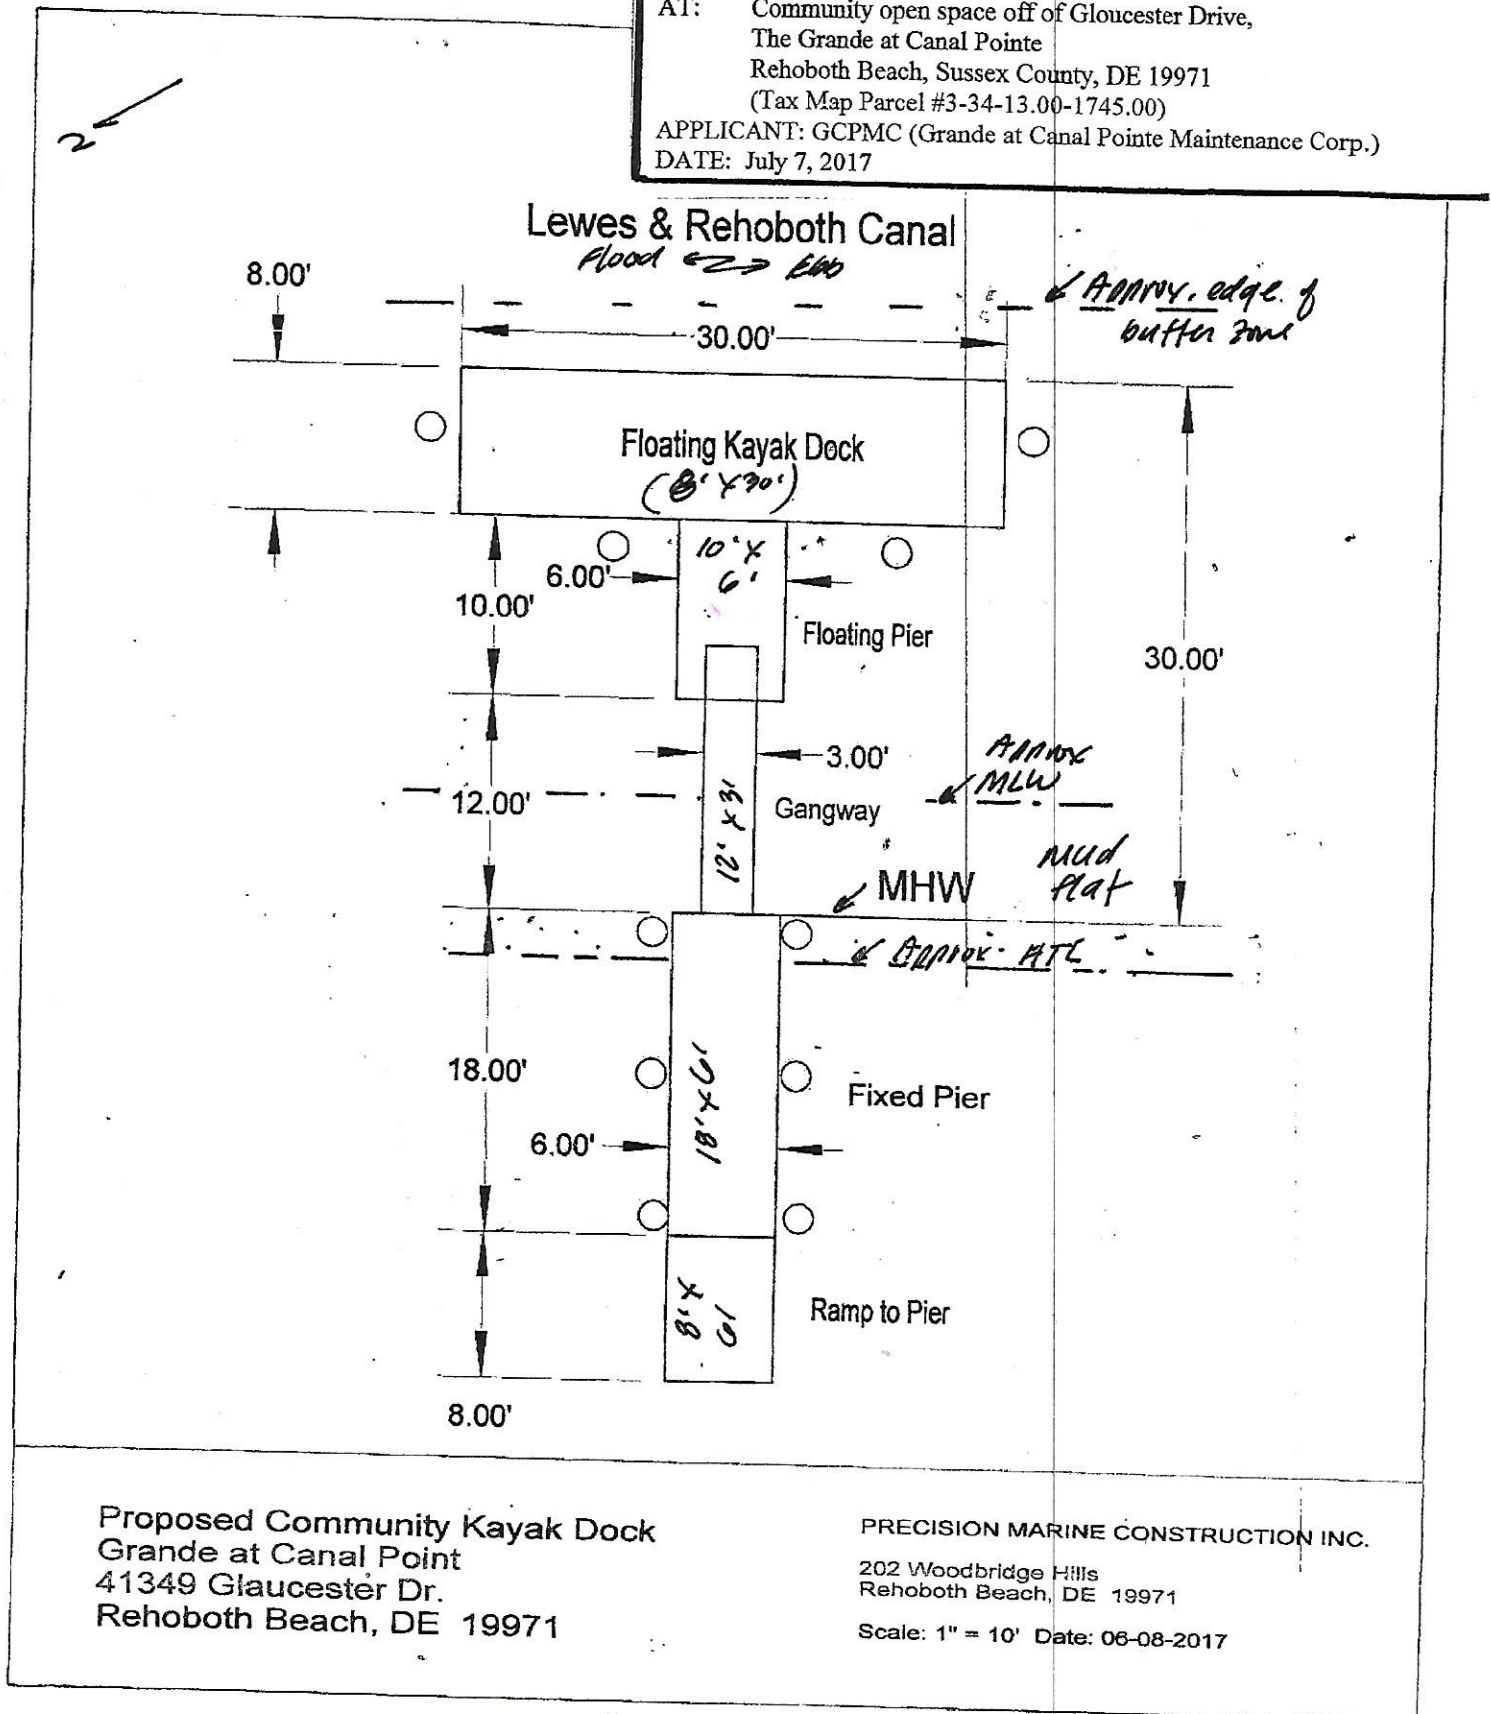 AT: Community open space off of Gloucester Drive,
The Grande at Canal Pointe
Rehoboth Beach, Sussex County, DE 19971
(Tax Map Parcel #3-34-13.00-1745.00)
APPLICANT: GCPMC (Grande at Canal Pointe Maintenance Corp.)
DATE: July 7, 2017
Lewes & Rehoboth Canal
Flood Ebb
8.00'
Approx. edge of
buffer zone
30.00'
Floating Kayak Dock
(8' X 30')
10' X
6'
6.00'
10.00'
Floating Pier
30.00'
3.00'
Approx
MLW
12.00'
12' X 3'
Gangway
Mud
flat
MHW
Approx.
18.00'
18' X 6'
Fixed Pier
6.00'
8' X
6'
Ramp to Pier
8.00'
Proposed Community Kayak Dock
Grande at Canal Point
41349 Glaucester Dr.
Rehoboth Beach, DE 19971
PRECISION MARINE CONSTRUCTION INC.
202 Woodbridge Hills
Rehoboth Beach, DE 19971
Scale: 1" = 10' Date: 06-08-2017